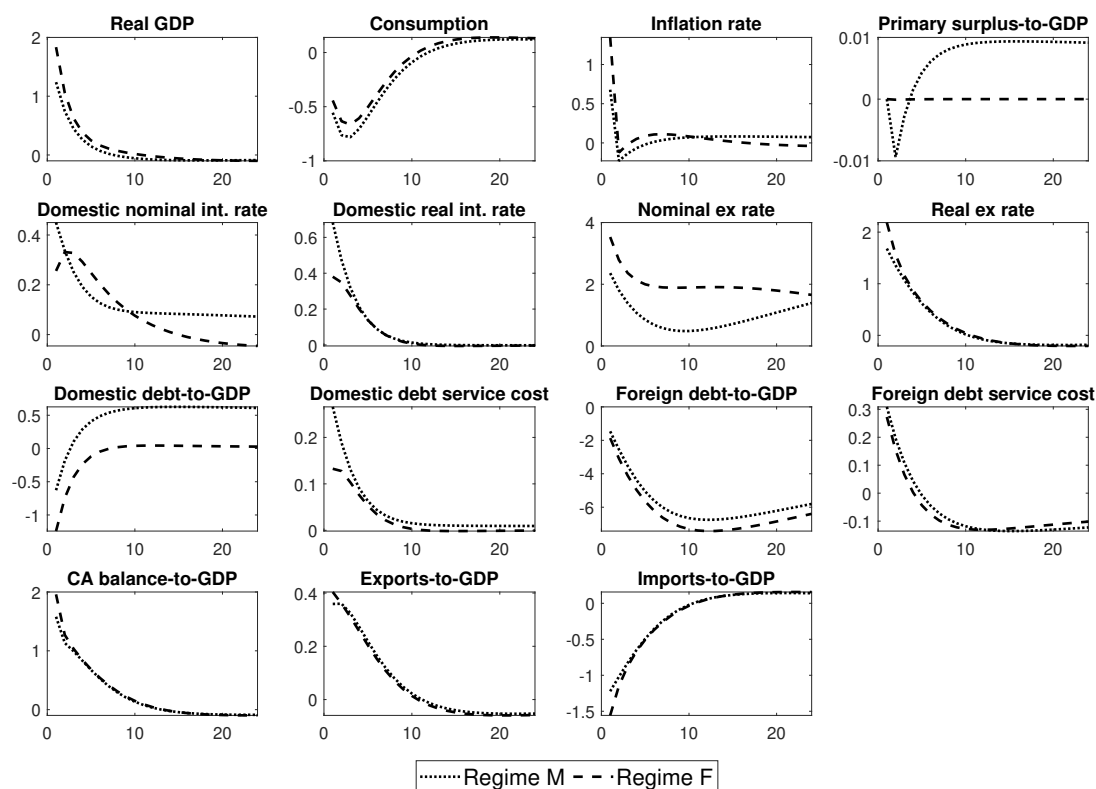 Real GDP Consumption Inflation rate Primary surplus-to-GDP
2 1 0 0 10 20
0 -0.5 -1 0 10 20
1 0.5 0 0 10 20
0.01 0 -0.01 0 10 20
Domestic nominal int. rate Domestic real int. rate Nominal ex rate Real ex rate
0.4 0.2 0 0 10 20
0.6 0.4 0.2 0 0 10 20
4 2 0 0 10 20
2 1 0 0 10 20
Domestic debt-to-GDP Domestic debt service cost Foreign debt-to-GDP Foreign debt service cost
0.5 0 -0.5 -1 0 10 20
0.2 0.1 0 0 10 20
0 -2 -4 -6 0 10 20
0.3 0.2 0.1 0 -0.1 0 10 20
CA balance-to-GDP Exports-to-GDP Imports-to-GDP
2 1 0 0 10 20
0.4 0.2 0 0 10 20
0 -0.5 -1 -1.5 0 10 20
Regime M Regime F